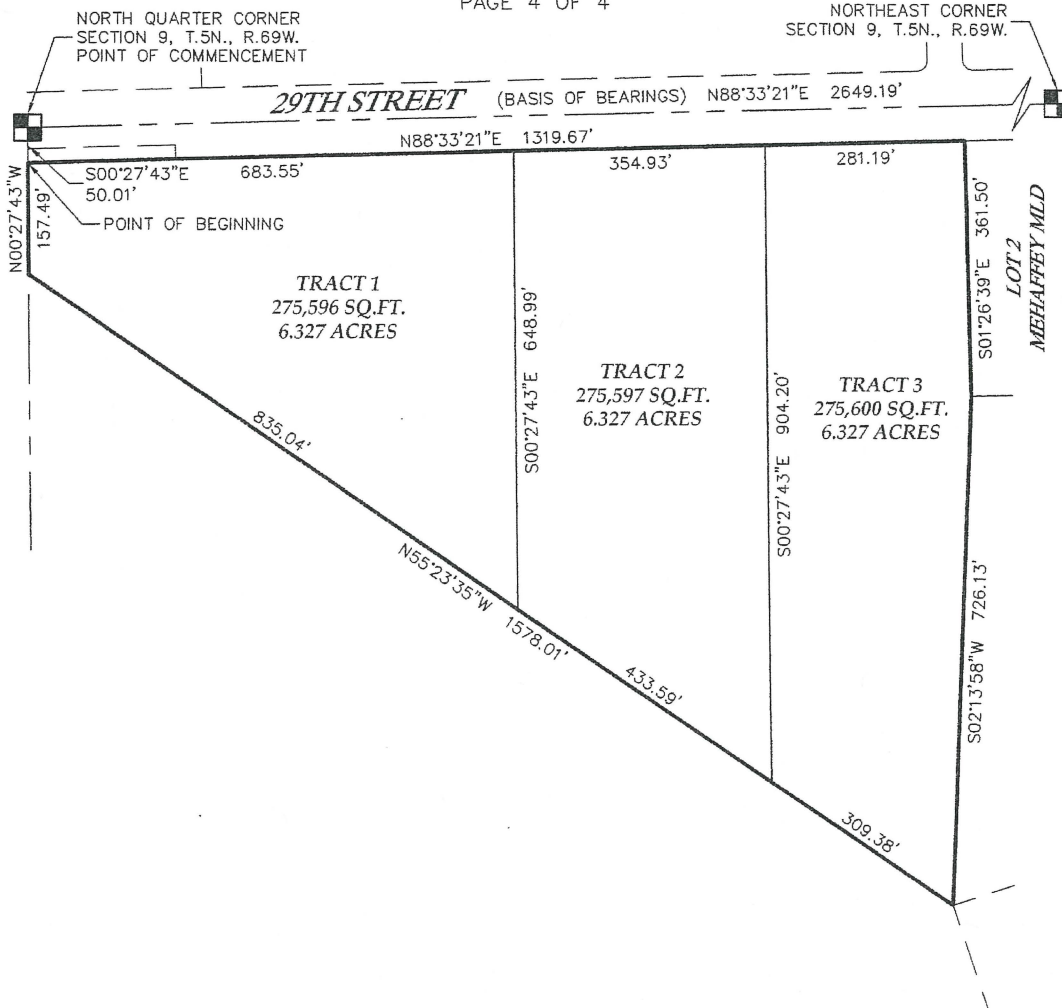 PAGE 4 OF 4
NORTH QUARTER CORNER
SECTION 9, T.5N., R.69W.
POINT OF COMMENCEMENT
NORTHEAST CORNER
SECTION 9, T.5N., R.69W.
29TH STREET (BASIS OF BEARINGS) N88°33'21"E 2649.19'
N88°33'21"E 1319.67'
S00°27'43"E
50.01'
683.55'
354.93'
281.19'
POINT OF BEGINNING
N00°27'43"W
157.49'
TRACT 1
275,596 SQ.FT.
6.327 ACRES
S00°27'43"E 648.99'
TRACT 2
275,597 SQ.FT.
6.327 ACRES
S00°27'43"E 904.20'
TRACT 3
275,600 SQ.FT.
6.327 ACRES
S01°26'39"E 361.50'
LOT 2
MEHAFFEY MLD
835.04'
N55°23'35"W 1578.01'
433.59'
309.38'
S02°13'58"W 726.13'